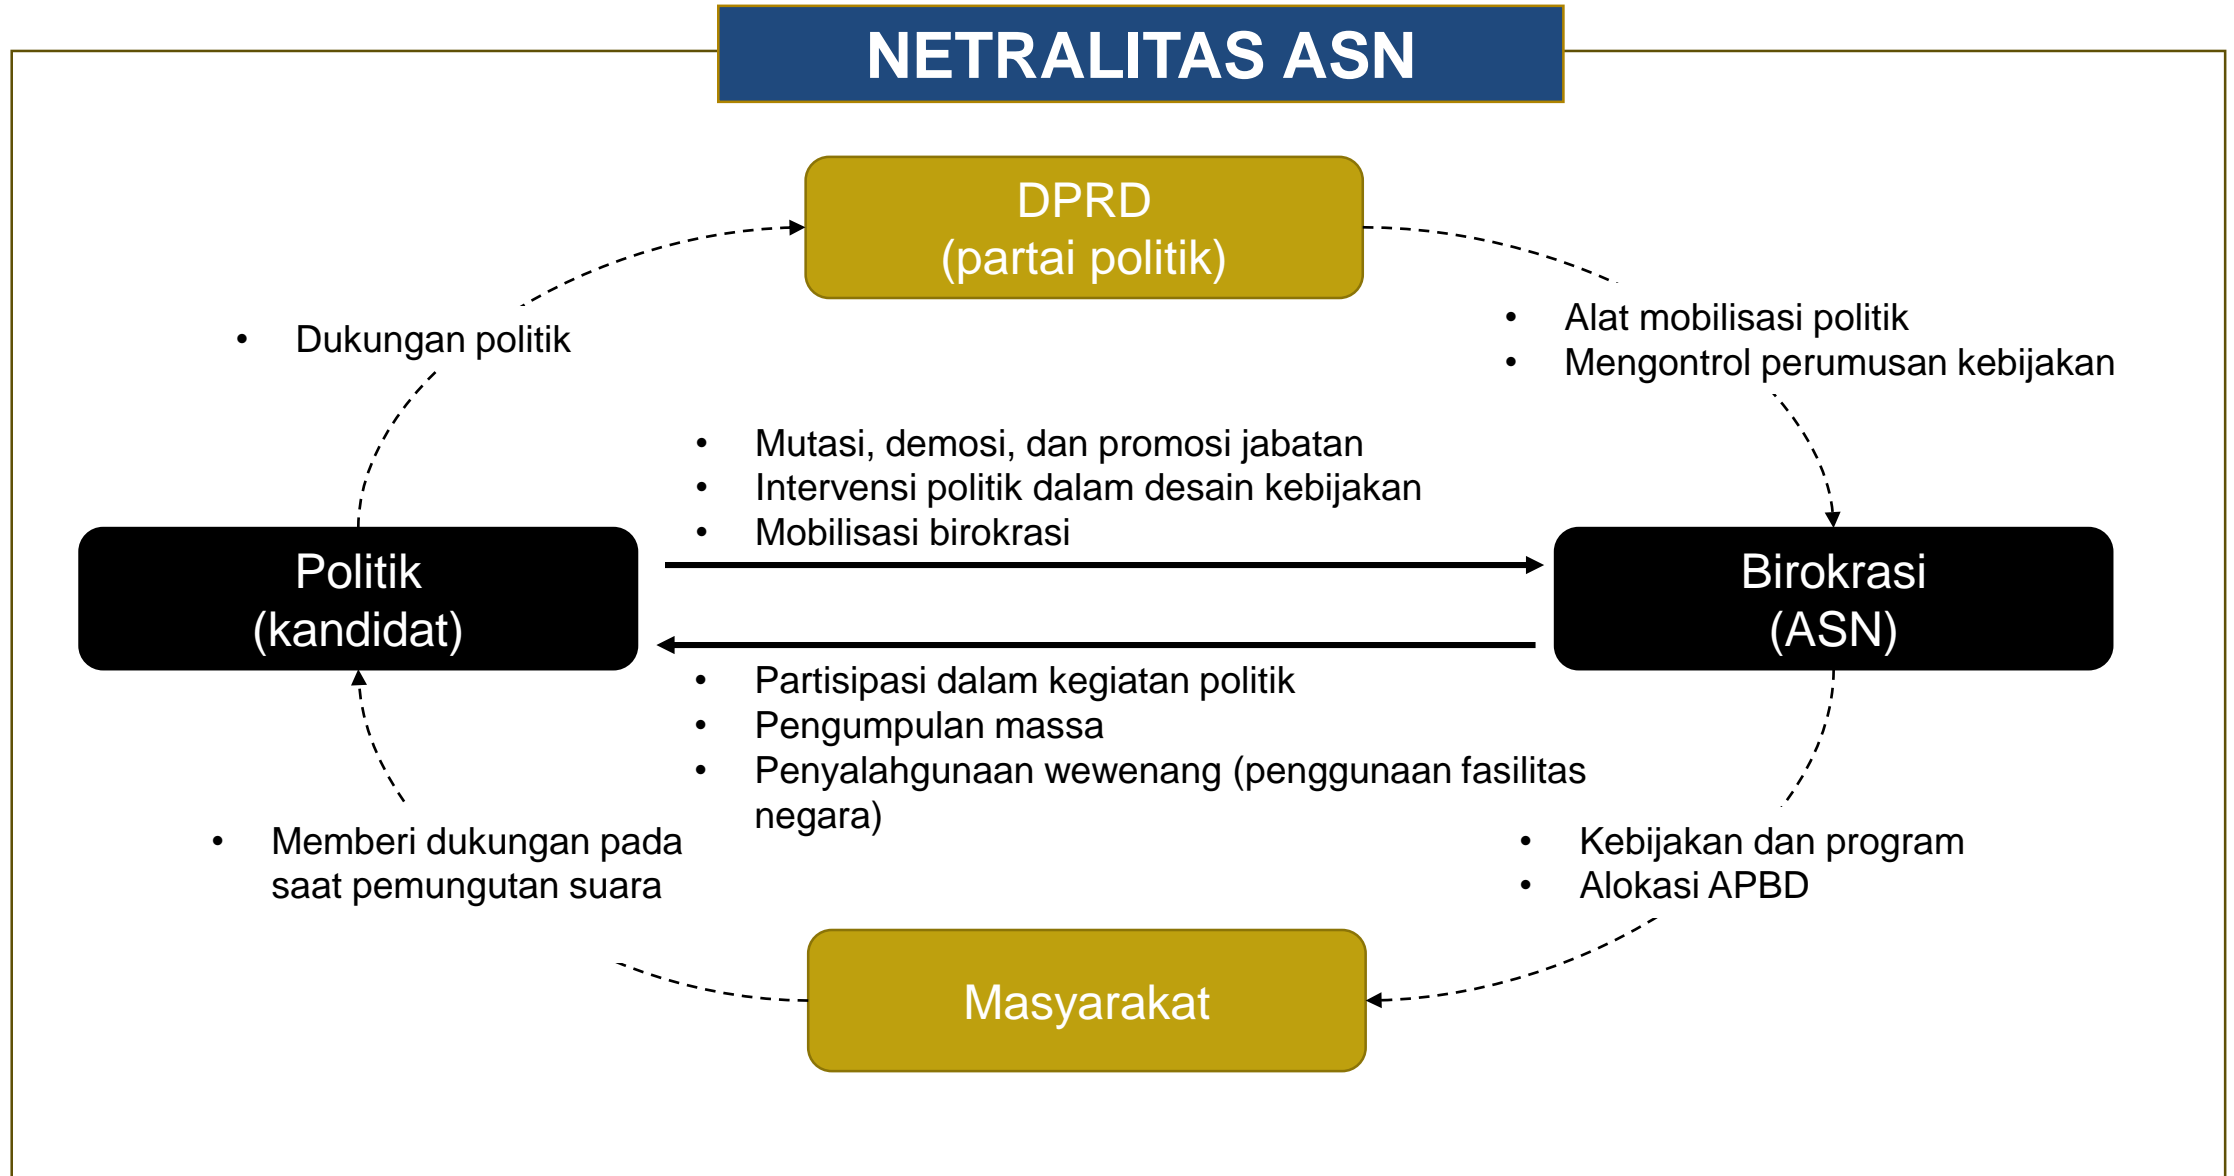 NETRALITAS ASN
DPRD
(partai politik)
• Dukungan politik
• Alat mobilisasi politik
• Mengontrol perumusan kebijakan
• Mutasi, demosi, dan promosi jabatan
• Intervensi politik dalam desain kebijakan
• Mobilisasi birokrasi
Politik
(kandidat)
Birokrasi
(ASN)
• Partisipasi dalam kegiatan politik
• Pengumpulan massa
• Penyalahgunaan wewenang (penggunaan fasilitas
negara)
• Memberi dukungan pada
saat pemungutan suara
• Kebijakan dan program
• Alokasi APBD
Masyarakat